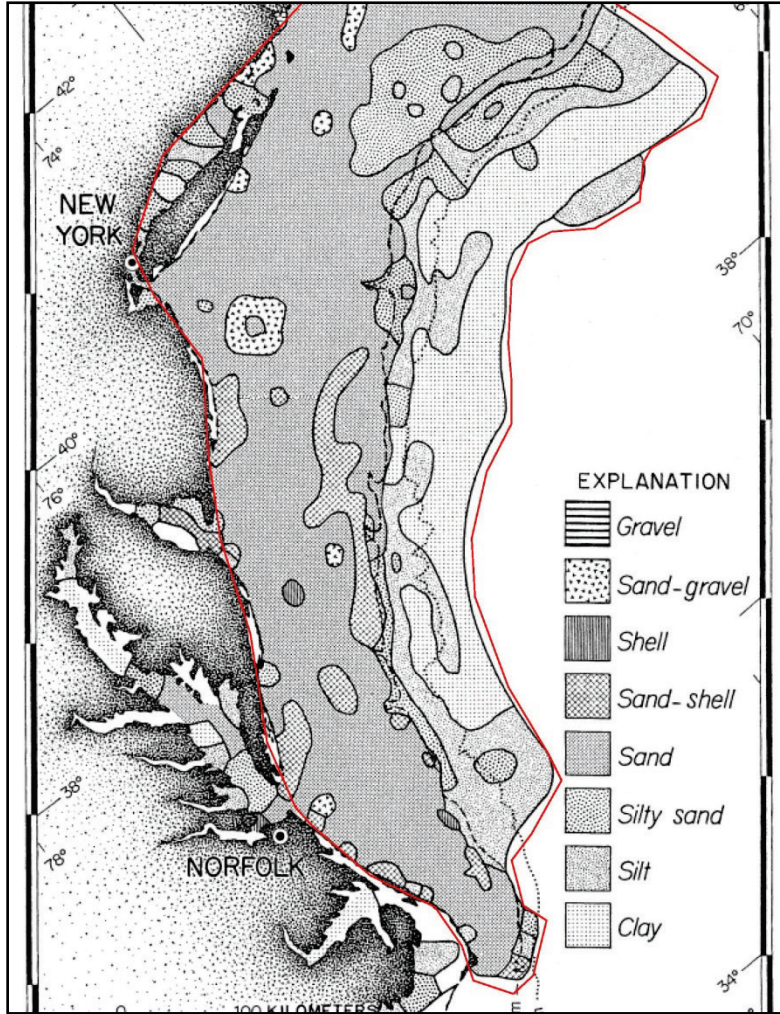 42°
74°
NEW
YORK
38°
70°
40°
76°
EXPLANATION
Gravel
Sand-gravel
Shell
Sand-shell
Sand
Silty sand
Silt
Clay
38°
78°
NORFOLK
34°
100 KILOMETERS